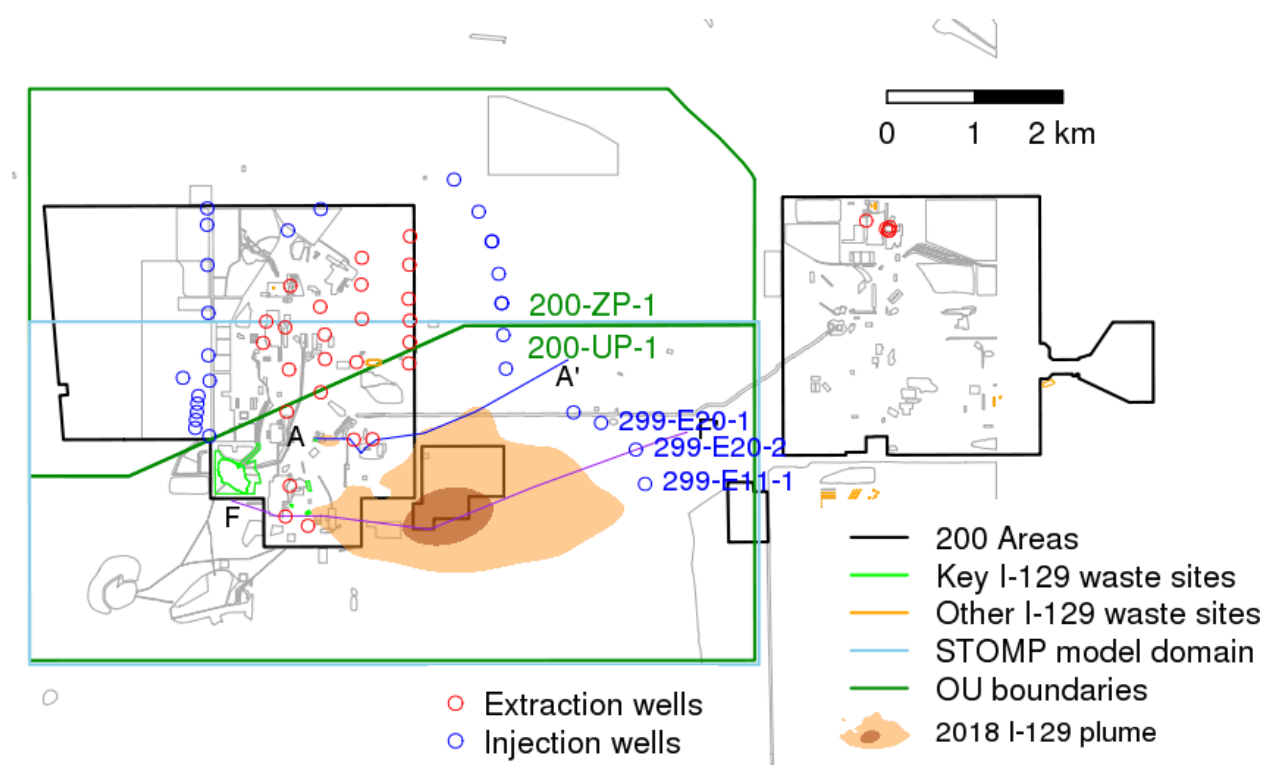 0 1 2 km
200-ZP-1
200-UP-1
A'
A
299-E20-1
F'
299-E20-2
299-E11-1
F
200 Areas
Key I-129 waste sites
Other I-129 waste sites
STOMP model domain
OU boundaries
2018 I-129 plume
Extraction wells
Injection wells